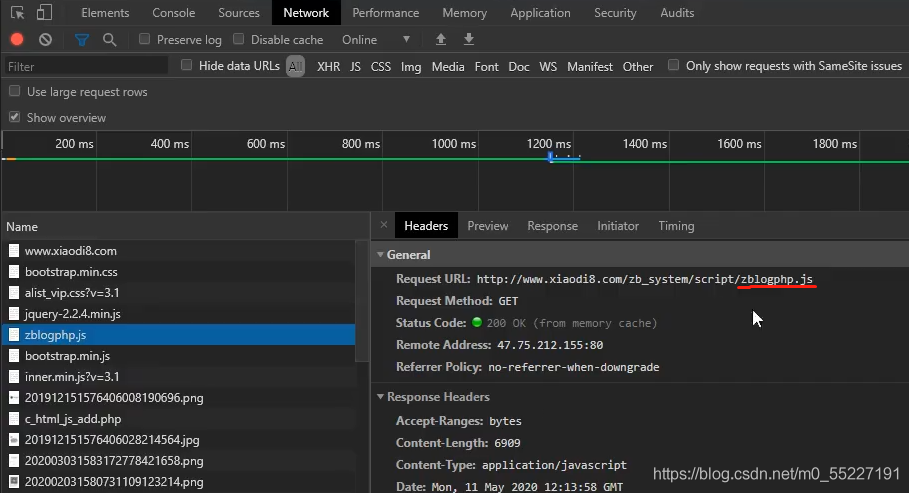 Elements Console Sources Network Performance Memory Application Security Audits
Preserve log Disable cache Online
Filter Hide data URLs All XHR JS CSS Img Media Font Doc WS Manifest Other Only show requests with SameSite issues
Use large request rows
Show overview
200 ms 400 ms 600 ms 800 ms 1000 ms 1200 ms 1400 ms 1600 ms 1800 ms
Name
www.xiaodi8.com
bootstrap.min.css
alist_vip.css?v=3.1
jquery-2.2.4.min.js
zblogphp.js
bootstrap.min.js
inner.min.js?v=3.1
201912151576406008190696.png
c_html_js_add.php
201912151576406028214564.jpg
202003031583172778421658.png
202002031580731109123214.png
× Headers Preview Response Initiator Timing
General
Request URL: http://www.xiaodi8.com/zb_system/script/zblogphp.js
Request Method: GET
Status Code: 200 OK (from memory cache)
Remote Address: 47.75.212.155:80
Referrer Policy: no-referrer-when-downgrade
Response Headers
Accept-Ranges: bytes
Content-Length: 6909
Content-Type: application/javascript
Date: Mon, 11 May 2020 12:13:58 GMT
https://blog.csdn.net/m0_55227191